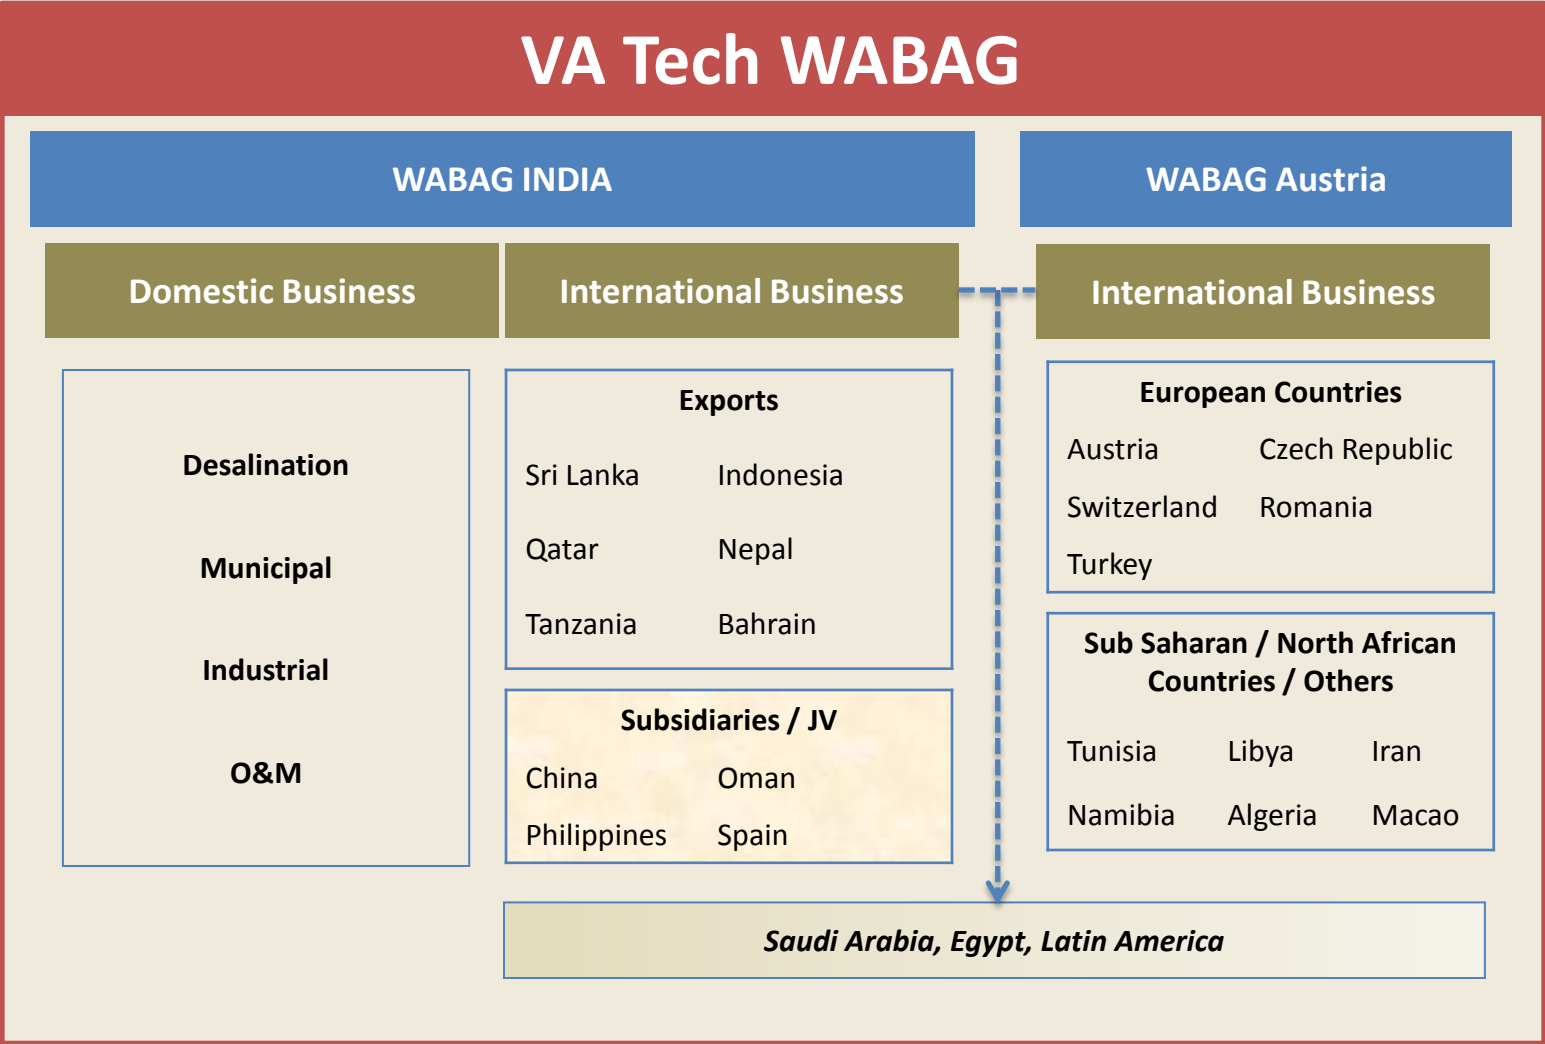 VA Tech WABAG
WABAG INDIA
WABAG Austria
Domestic Business
International Business
International Business
Desalination
Municipal
Industrial
O&M
Exports
Sri Lanka Indonesia
Qatar Nepal
Tanzania Bahrain
Subsidiaries / JV
China Oman
Philippines Spain
European Countries
Austria Czech Republic
Switzerland Romania
Turkey
Sub Saharan / North African
Countries / Others
Tunisia Libya Iran
Namibia Algeria Macao
Saudi Arabia, Egypt, Latin America